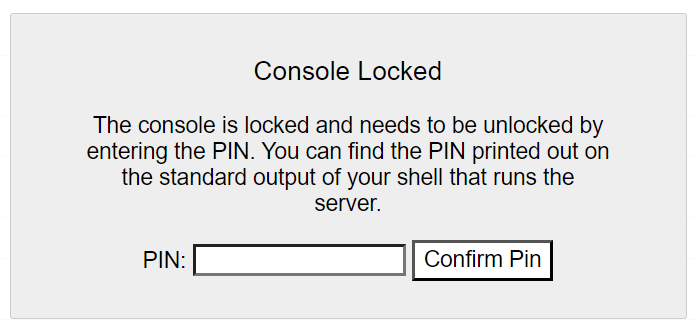 Console Locked
The console is locked and needs to be unlocked by
entering the PIN. You can find the PIN printed out on
the standard output of your shell that runs the
server.
PIN: Confirm Pin